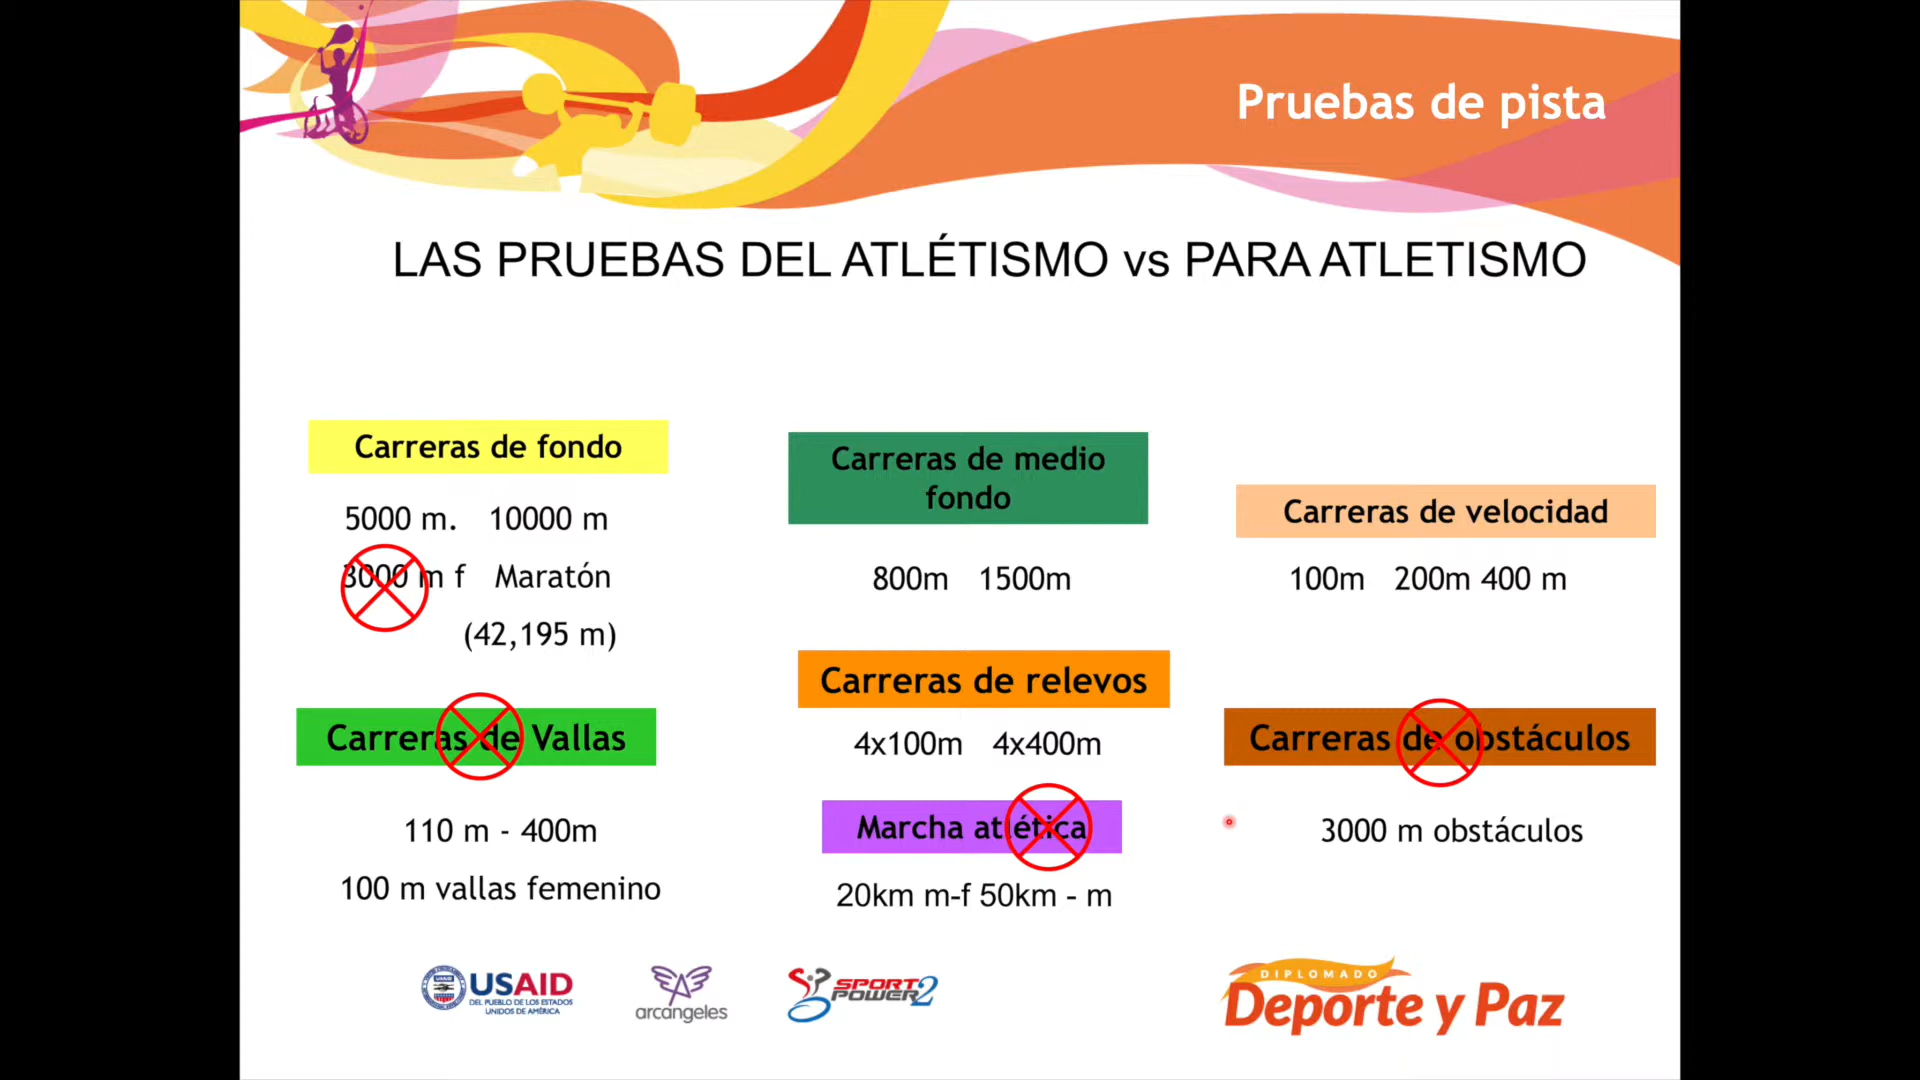 Pruebas de pista
LAS PRUEBAS DEL ATLÉTISMO vs PARA ATLETISMO
Carreras de fondo
5000 m. 10000 m
3000 m f Maratón
(42,195 m)
Carreras de medio
fondo
800m 1500m
Carreras de velocidad
100m 200m 400 m
Carreras de Vallas
110 m - 400m
100 m vallas femenino
Carreras de relevos
4x100m 4x400m
Marcha atlética
20km m-f 50km - m
Carreras de obstáculos
3000 m obstáculos
USAID
DEL PUEBLO DE LOS ESTADOS
UNIDOS DE AMÉRICA
arcángeles
SPORT
POWER2
DIPLOMADO
Deporte y Paz